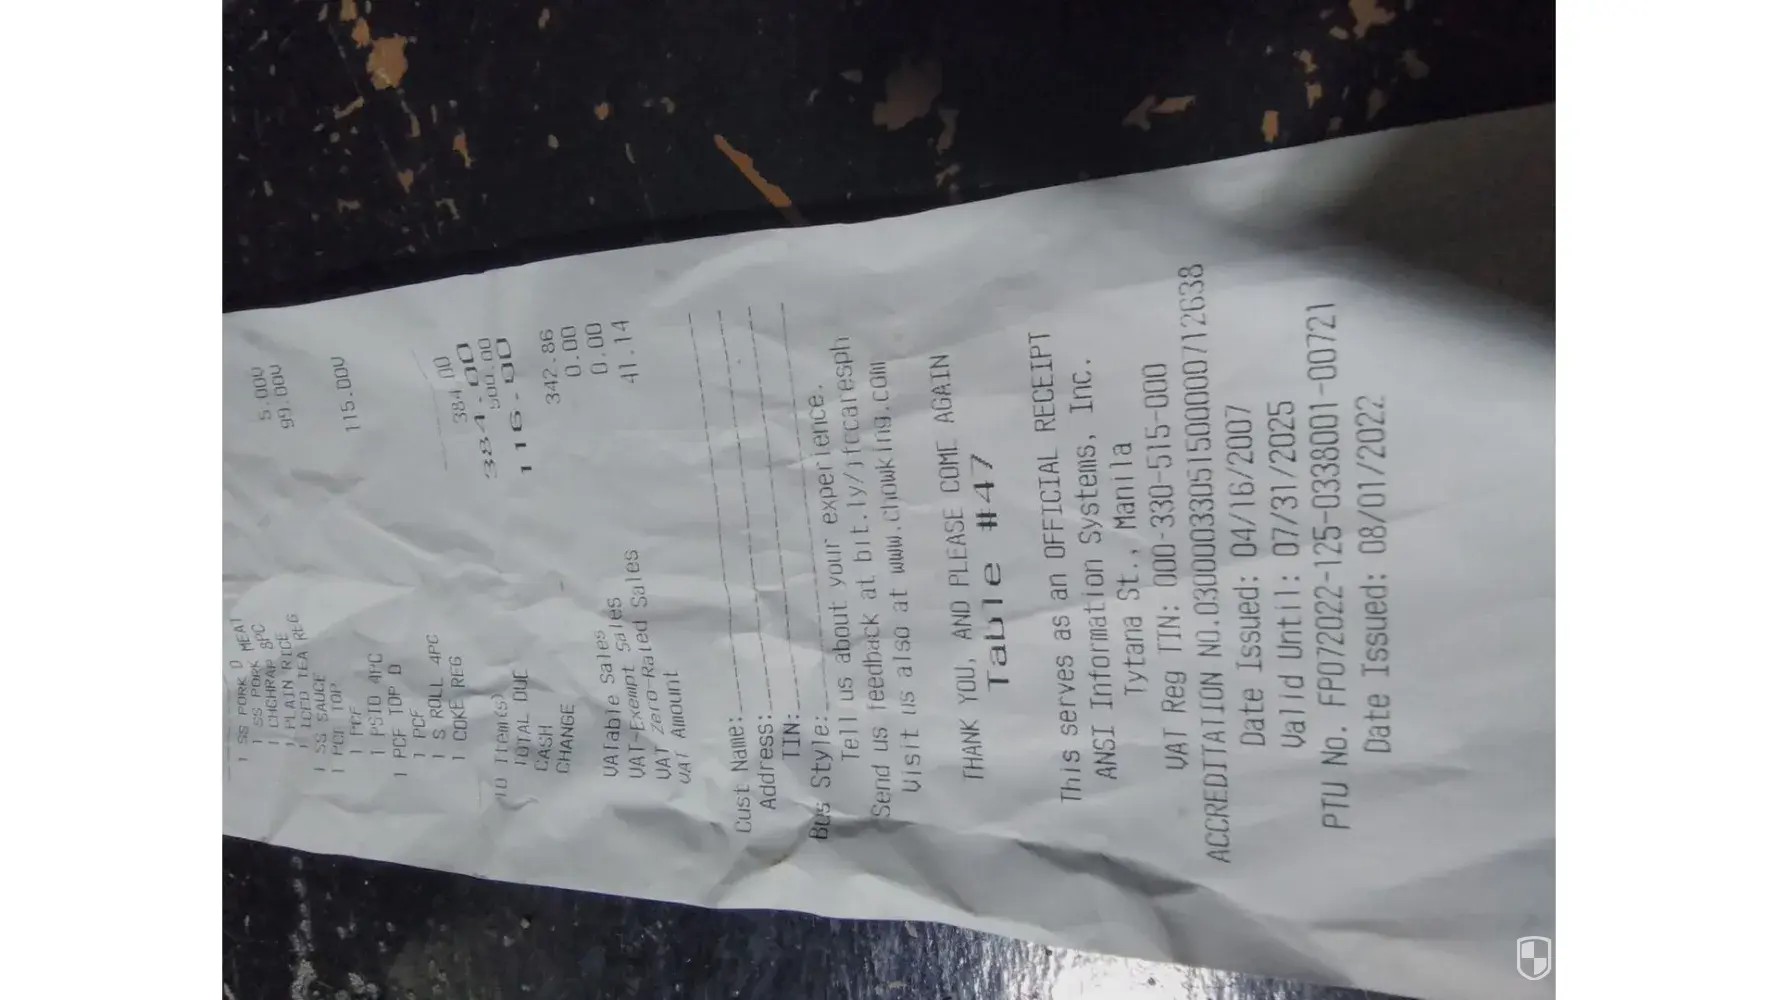 1 SS PORK D MEAT
1 SS PORK
1 CHCHRAP 8PC 5.00V
1 PLAIN RICE 99.00V
1 ICED TEA REG
1 SS SAUCE
1 PCF TOP 115.00V
1 PCF
1 PSIO 4PC
1 PCF TOP D
1 PCF
1 S ROLL 4PC
1 COKE REG
10 Item(s) 384.00
TOTAL DUE 384.00
CASH 500.00
CHANGE 116.00
VATable Sales 342.86
VAT-Exempt Sales 0.00
VAT Zero-Rated Sales 0.00
VAT Amount 41.14
Cust Name:
Address:
TIN:
Bus Style:
Tell us about your experience.
Send us feedback at bit.ly/jfccaresph
Visit us also at www.chowking.com
THANK YOU, AND PLEASE COME AGAIN
Table #47
This serves as an OFFICIAL RECEIPT
ANSI Information Systems, Inc.
Tytana St., Manila
VAT Reg TIN: 000-330-515-000
ACCREDITATION NO.030000330515000000712638
Date Issued: 04/16/2007
Valid Until: 07/31/2025
PTU No. FP072022-125-0338001-00721
Date Issued: 08/01/2022